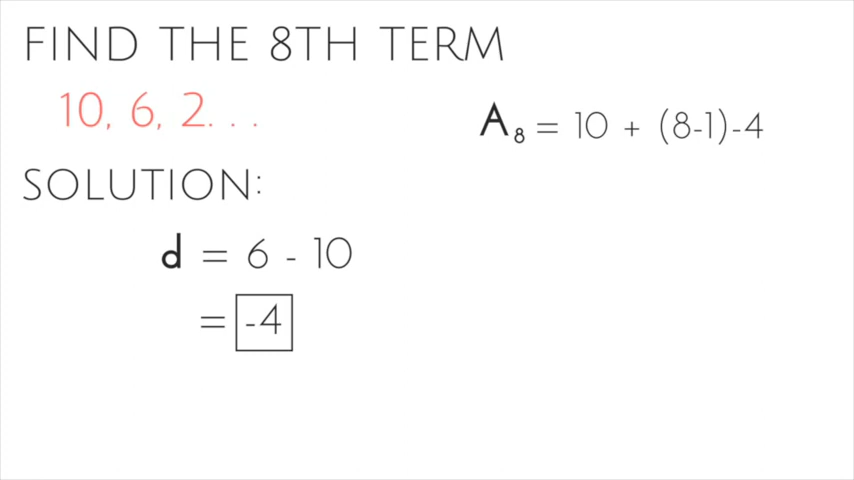 FIND THE 8TH TERM
10, 6, 2. . .
A₈ = 10 + (8-1)-4
SOLUTION:
d = 6 - 10
= -4